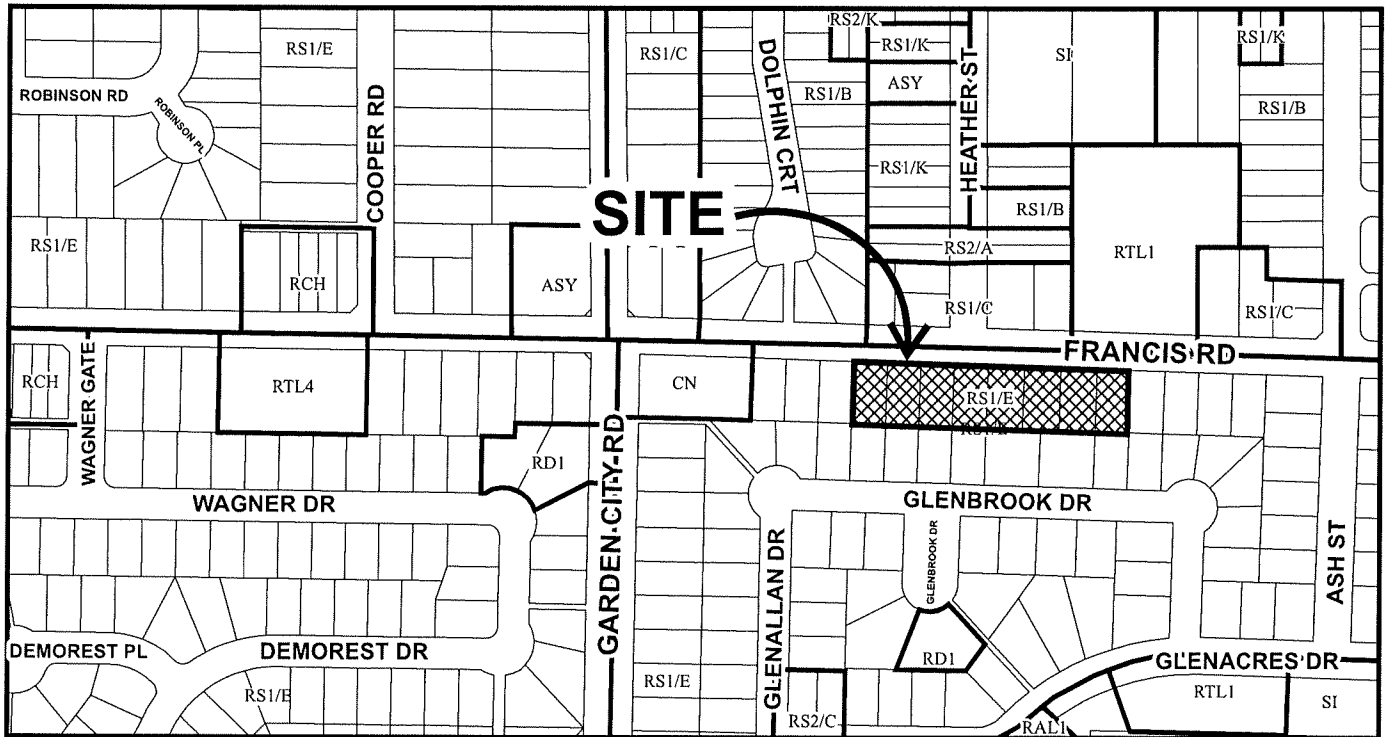 RS2/K
RS1/E
RS1/C
RS1/K
SI
RS1/K
ROBINSON RD
ROBINSON PL
COOPER RD
DOLPHIN CRT
RS1/B
ASY
HEATHER ST
RS1/B
RS1/K
SITE
RS1/B
RS1/E
RCH
ASY
RS2/A
RTL1
RS1/C
RS1/C
FRANCIS RD
WAGNER GATE
RCH
RTL4
CN
RS1/E
GARDEN CITY RD
RD1
WAGNER DR
GLENBROOK DR
GLENALLAN DR
GLENBROOK DR
ASH ST
DEMOREST PL
DEMOREST DR
RD1
GLENACRES DR
RS1/E
RS1/E
RS2/C
RTL1
SI
RAL1